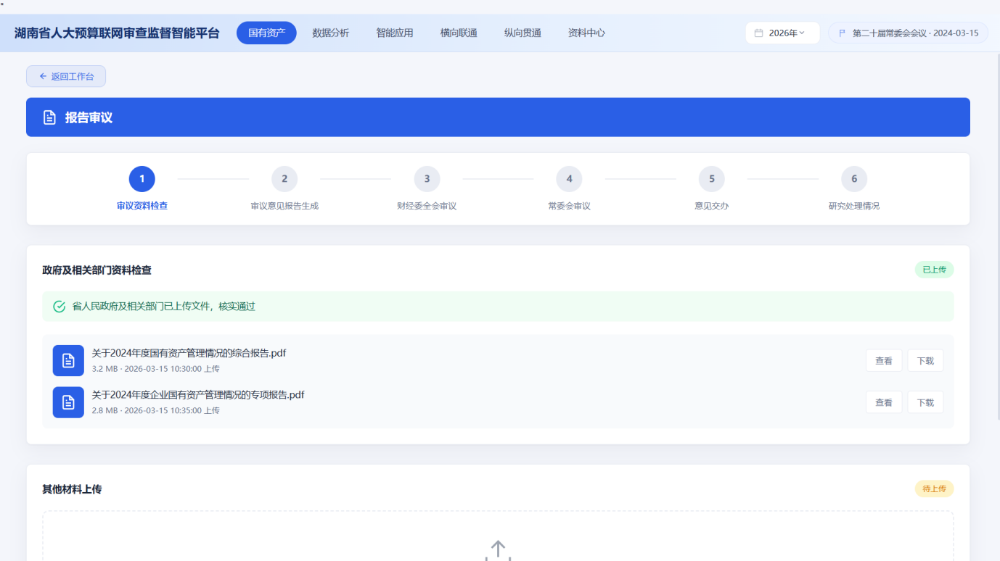 湖南省人大预算联网审查监督智能平台
国有资产
数据分析
智能应用
横向联通
纵向贯通
资料中心
2026年
第二十届常委会会议 · 2024-03-15
返回工作台
报告审议
1
2
3
4
5
6
审议资料检查
审议意见报告生成
财经委全会审议
常委会审议
意见交办
研究处理情况
政府及相关部门资料检查
已上传
省人民政府及相关部门已上传文件，核实通过
关于2024年度国有资产管理情况的综合报告.pdf
3.2 MB · 2026-03-15 10:30:00 上传
查看
下载
关于2024年度企业国有资产管理情况的专项报告.pdf
2.8 MB · 2026-03-15 10:35:00 上传
查看
下载
其他材料上传
待上传